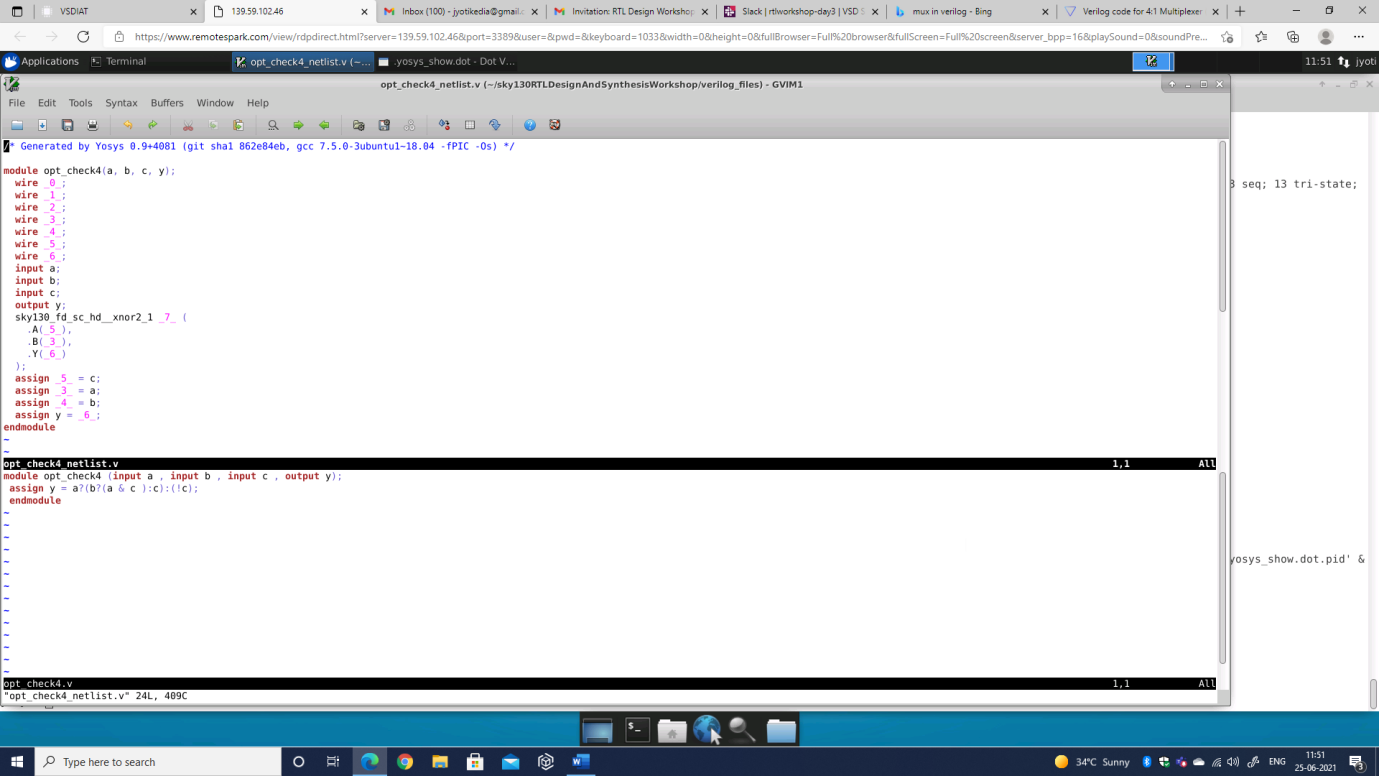 VSDIAT
139.59.102.46
Inbox (100) - jyotikedia@gmail.c
Invitation: RTL Design Workshop
Slack | rtlworkshop-day3 | VSD S
mux in verilog - Bing
Verilog code for 4:1 Multiplexer
https://www.remotespark.com/view/rdpdirect.html?server=139.59.102.46&port=3389&user=&pwd=&keyboard=1033&width=0&height=0&fullBrowser=Full%20browser&fullScreen=Full%20screen&server_bpp=16&playSound=0&soundPre...
Applications
Terminal
opt_check4_netlist.v (~...
.yosys_show.dot - Dot V...
11:51
jyoti
opt_check4_netlist.v (~/sky130RTLDesignAndSynthesisWorkshop/verilog_files) - GVIM1
File Edit Tools Syntax Buffers Window Help
/* Generated by Yosys 0.9+4081 (git sha1 862e84eb, gcc 7.5.0-3ubuntu1~18.04 -fPIC -Os) */
module opt_check4(a, b, c, y);
wire _0_;
wire _1_;
wire _2_;
wire _3_;
wire _4_;
wire _5_;
wire _6_;
input a;
input b;
input c;
output y;
sky130_fd_sc_hd__xnor2_1 _7_ (
.A(_5_),
.B(_3_),
.Y(_6_)
);
assign _5_ = c;
assign _3_ = a;
assign _4_ = b;
assign y = _6_;
endmodule
~
~
opt_check4_netlist.v 1,1 All
module opt_check4 (input a , input b , input c , output y);
assign y = a?(b?(a & c ):c):(!c);
endmodule
~
~
~
~
~
~
~
~
~
~
~
~
~
~
opt_check4.v 1,1 All
"opt_check4_netlist.v" 24L, 409C
seq; 13 tri-state;
yosys_show.dot.pid' &
Type here to search
34°C Sunny
ENG
11:51
25-06-2021
3